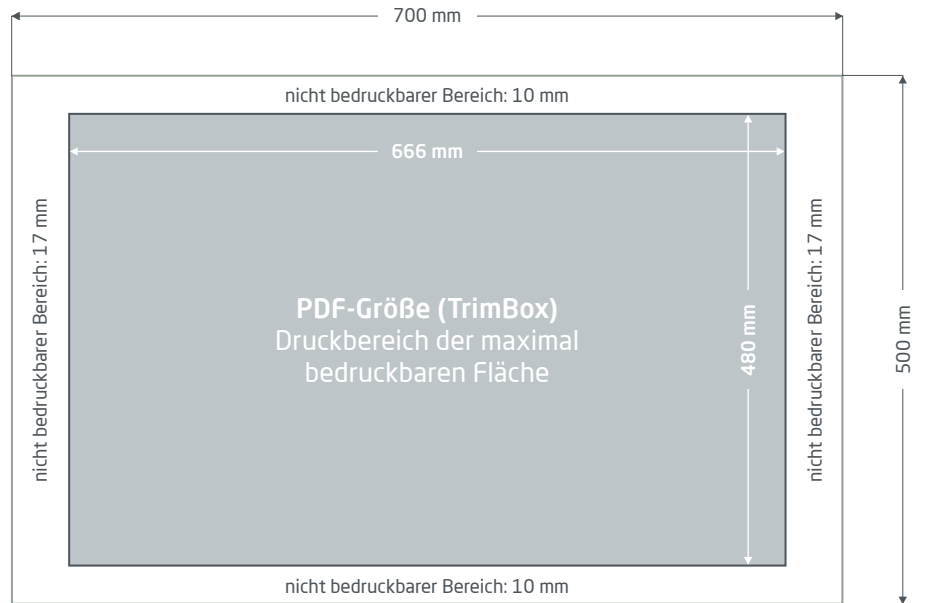 700 mm
nicht bedruckbarer Bereich: 10 mm
666 mm
nicht bedruckbarer Bereich: 17 mm
PDF-Größe (TrimBox)
Druckbereich der maximal
bedruckbaren Fläche
480 mm
nicht bedruckbarer Bereich: 17 mm
500 mm
nicht bedruckbarer Bereich: 10 mm